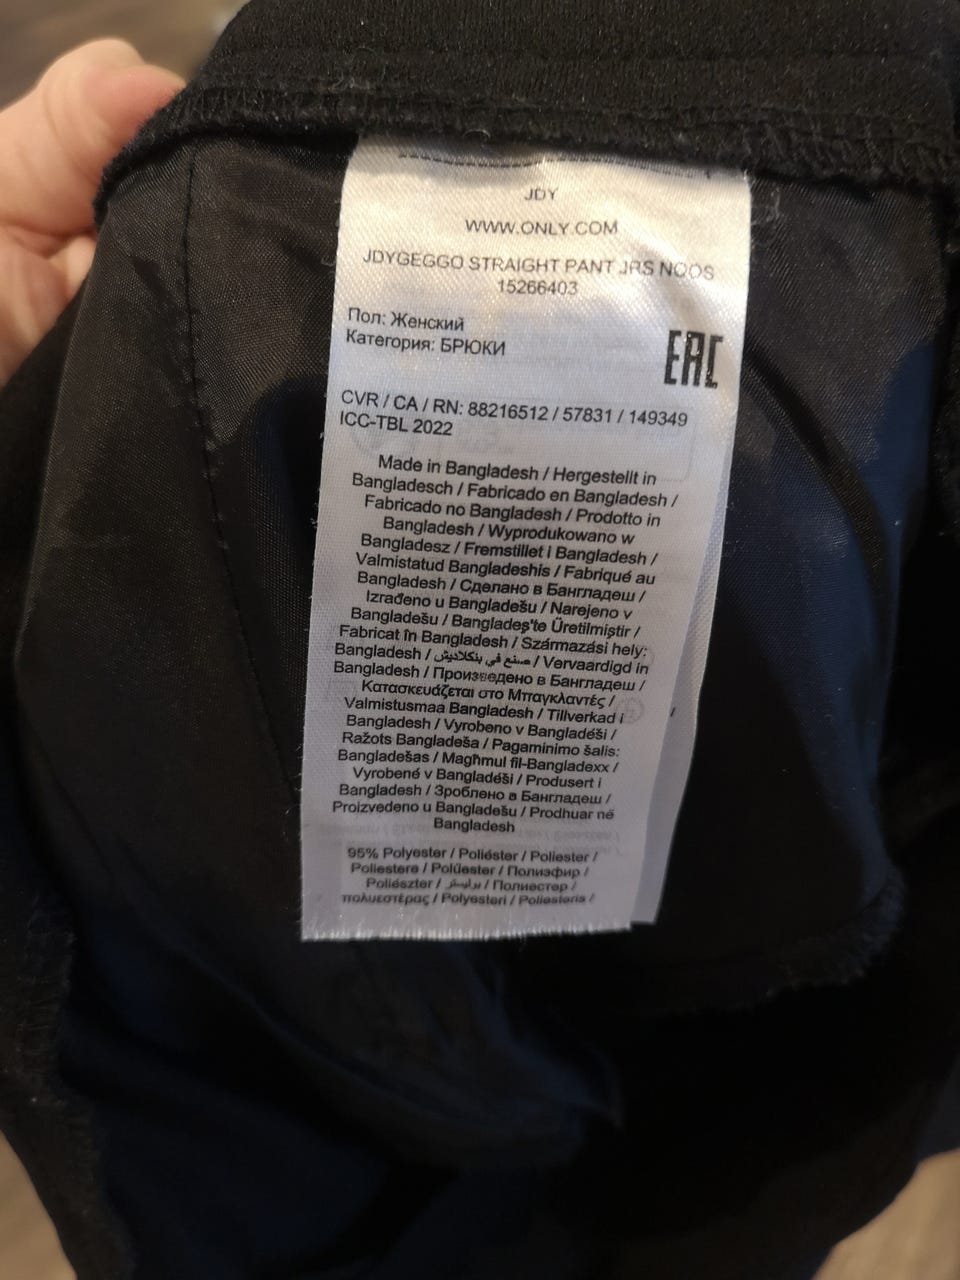 JDY
WWW.ONLY.COM
JDYGEGGO STRAIGHT PANT JRS NOOS
15266403
Пол: Женский
Категория: БРЮКИ
EAC
CVR / CA / RN: 88216512 / 57831 / 149349
ICC-TBL 2022
Made in Bangladesh / Hergestellt in
Bangladesch / Fabricado en Bangladesh /
Fabricado no Bangladesh / Prodotto in
Bangladesh / Wyprodukowano w
Bangladesz / Fremstillet i Bangladesh /
Valmistatud Bangladeshis / Fabriqué au
Bangladesh / Сделано в Бангладеш /
Izrađeno u Bangladešu / Narejeno v
Bangladešu / Bangladeş'te Üretilmiştir /
Fabricat în Bangladesh / Származási hely:
Bangladesh / صنع في بنكلاديش / Vervaardigd in
Bangladesh / Произведено в Бангладеш /
Κατασκευάζεται στο Μπαγκλαντές /
Valmistusmaa Bangladesh / Tillverkad i
Bangladesh / Vyrobeno v Bangladéši /
Ražots Bangladeša / Pagaminimo šalis:
Bangladešas / Magħmul fil-Bangladexx /
Vyrobené v Bangladéši / Produsert i
Bangladesh / Зроблено в Бангладеш /
Proizvedeno u Bangladešu / Prodhuar në
Bangladesh
95% Polyester / Poliéster / Poliester /
Poliestere / Polüester / Полиэфир /
Poliészter / بوليستر / Полиестер /
πολυεστέρας / Polyesteri / Poliesteris /